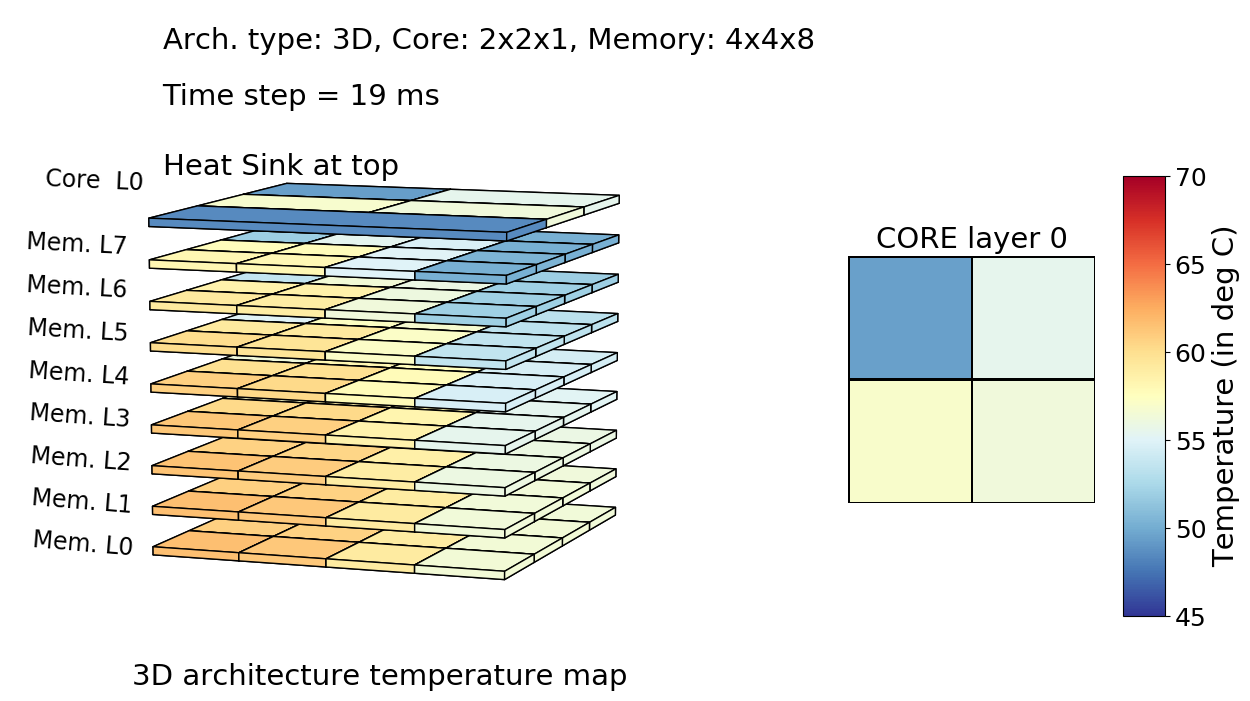 Arch. type: 3D, Core: 2x2x1, Memory: 4x4x8
Time step = 19 ms
Heat Sink at top
Core  L0
Mem. L7
Mem. L6
Mem. L5
Mem. L4
Mem. L3
Mem. L2
Mem. L1
Mem. L0
3D architecture temperature map
CORE layer 0
70
65
60
55
50
45
Temperature (in deg C)